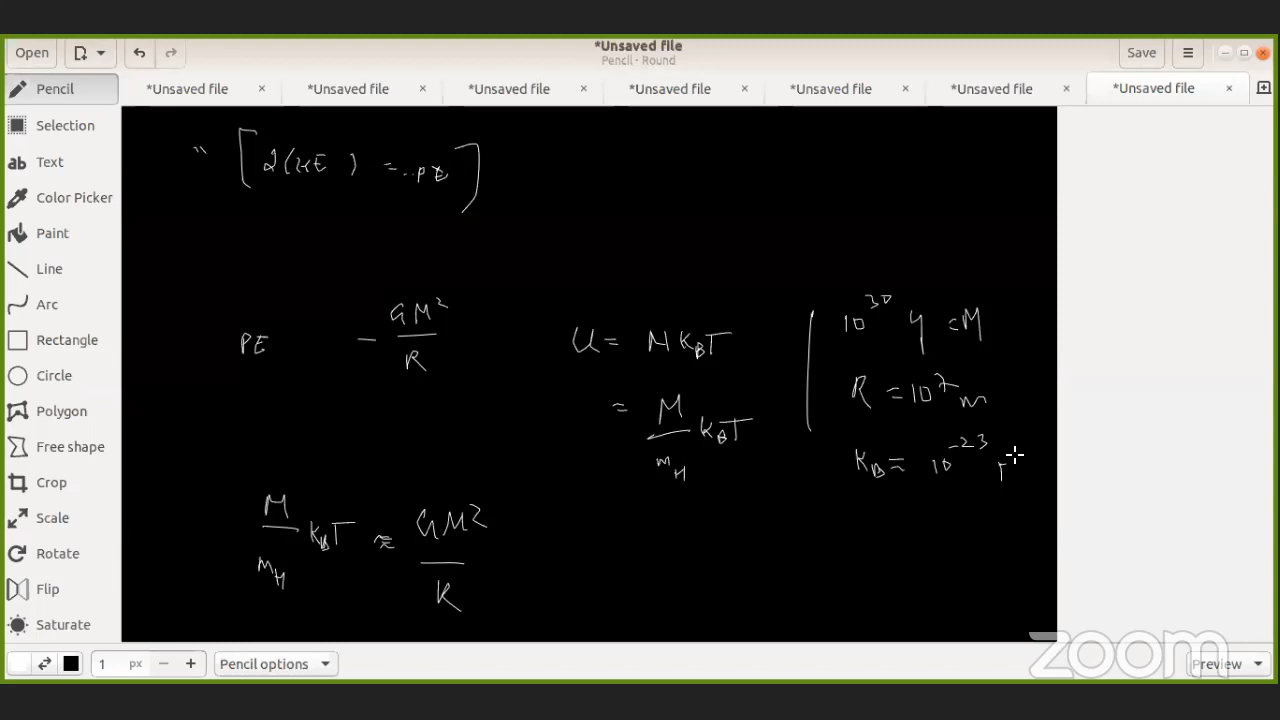 *Unsaved file
Pencil · Round
Open
Save
Pencil
*Unsaved file
*Unsaved file
*Unsaved file
*Unsaved file
*Unsaved file
*Unsaved file
*Unsaved file
Selection
Text
Color Picker
Paint
Line
Arc
Rectangle
Circle
Polygon
Free shape
Crop
Scale
Rotate
Flip
Saturate
[2(KE) = -PE]
PE - GM²/R
U = N K_B T
= M/m_H K_B T
10³⁰ = M
R = 10⁷ m
K_B = 10⁻²³
M/m_H K_B T ≈ GM²/R
1 px
Pencil options
Preview
zoom